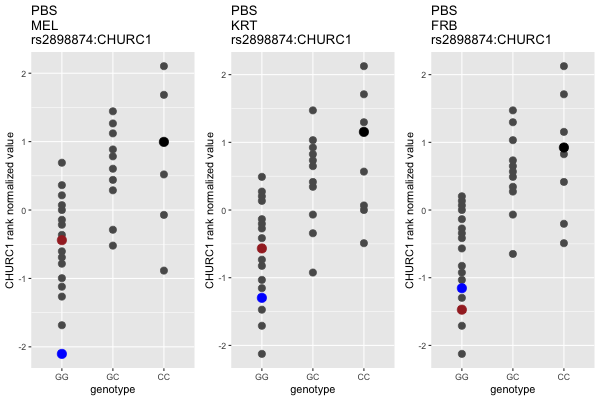 PBS
MEL
rs2898874:CHURC1
CHURC1 rank normalized value
2
1
0
-1
-2
GG
GC
CC
genotype
PBS
KRT
rs2898874:CHURC1
CHURC1 rank normalized value
2
1
0
-1
-2
GG
GC
CC
genotype
PBS
FRB
rs2898874:CHURC1
CHURC1 rank normalized value
2
1
0
-1
-2
GG
GC
CC
genotype